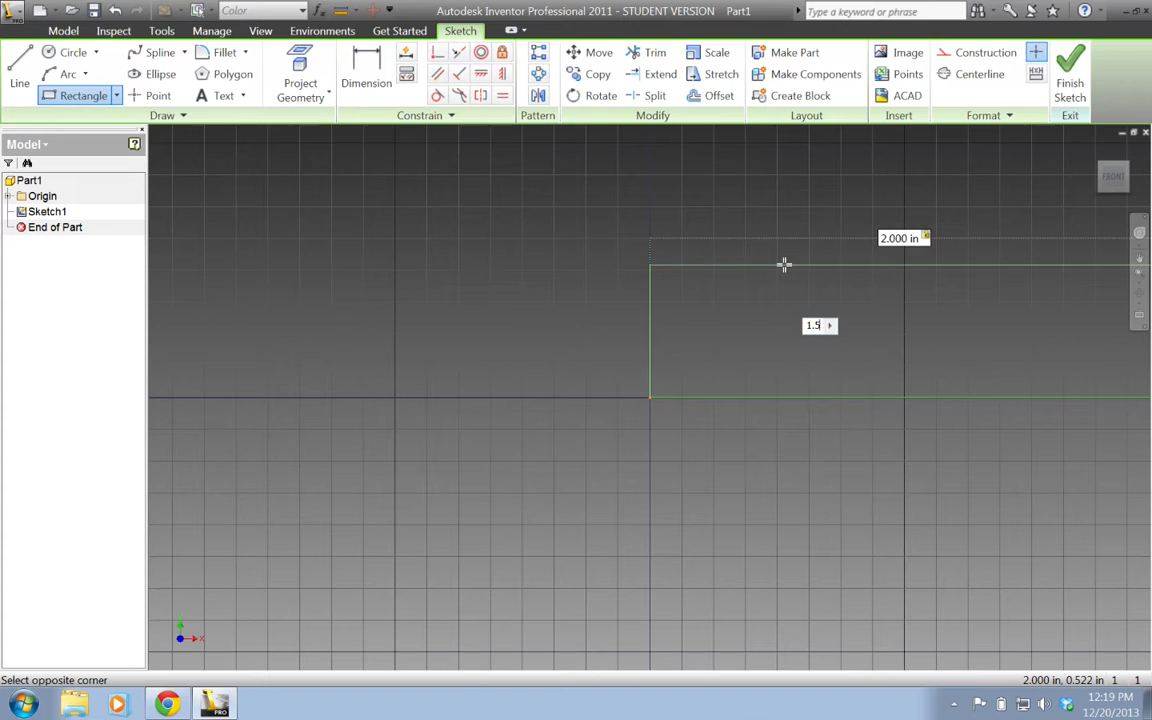 PRO
Color
Autodesk Inventor Professional 2011 - STUDENT VERSION Part1
Type a keyword or phrase
Model Inspect Tools Manage View Environments Get Started Sketch
Line
Circle
Arc
Rectangle
Spline
Ellipse
Point
Fillet
Polygon
Text
Project
Geometry
Draw
Dimension
Constrain
Pattern
Move
Copy
Rotate
Trim
Extend
Split
Scale
Stretch
Offset
Modify
Make Part
Make Components
Create Block
Layout
Image
Points
ACAD
Insert
Construction
Centerline
Format
Finish
Sketch
Exit
Model
Part1
Origin
Sketch1
End of Part
FRONT
2.000 in
1.5
x
Select opposite corner
2.000 in, 0.522 in 1 1
PRO
12:19 PM
12/20/2013